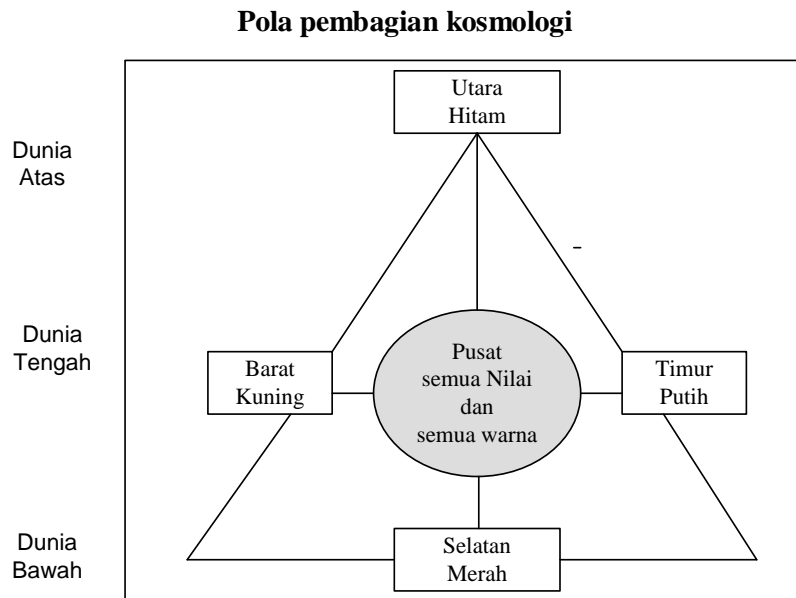 Pola pembagian kosmologi
Utara
Hitam
Dunia
Atas
Dunia
Tengah
Barat
Kuning
Pusat
semua Nilai
dan
semua warna
Timur
Putih
Dunia
Bawah
Selatan
Merah